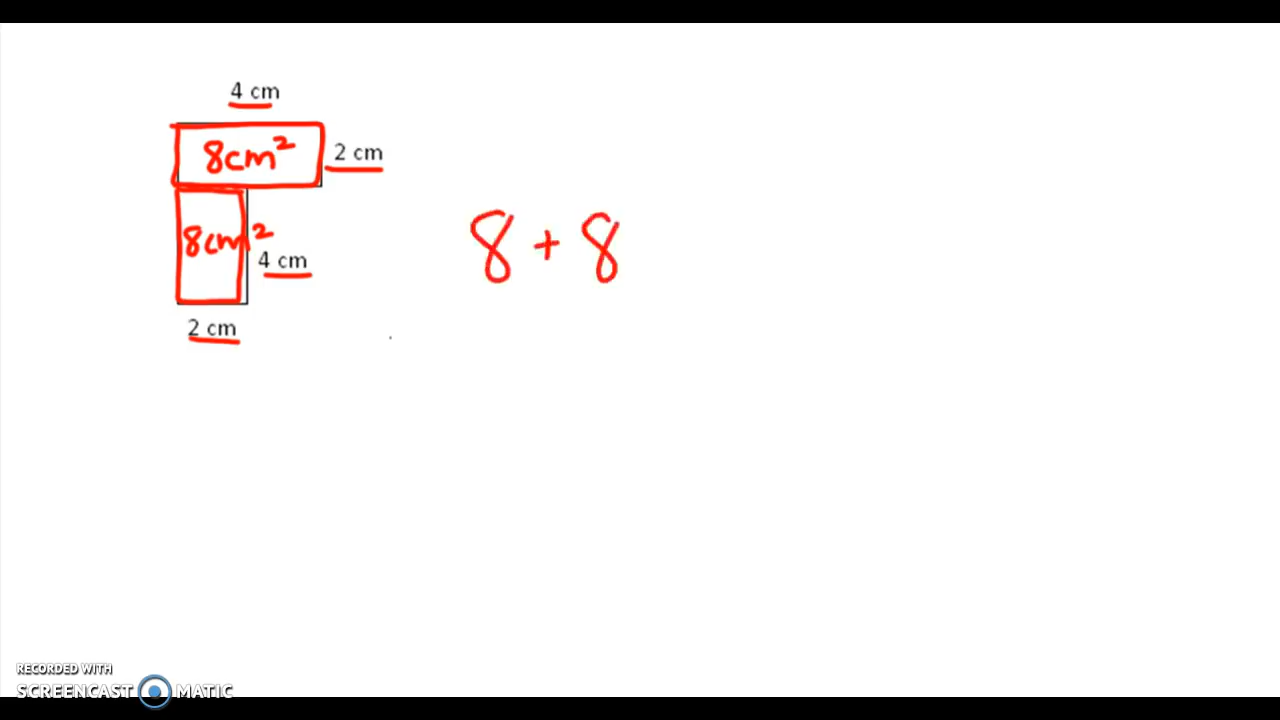 4 cm
8cm²
2 cm
8cm²
4 cm
8 + 8
2 cm
RECORDED WITH
SCREENCAST MATIC